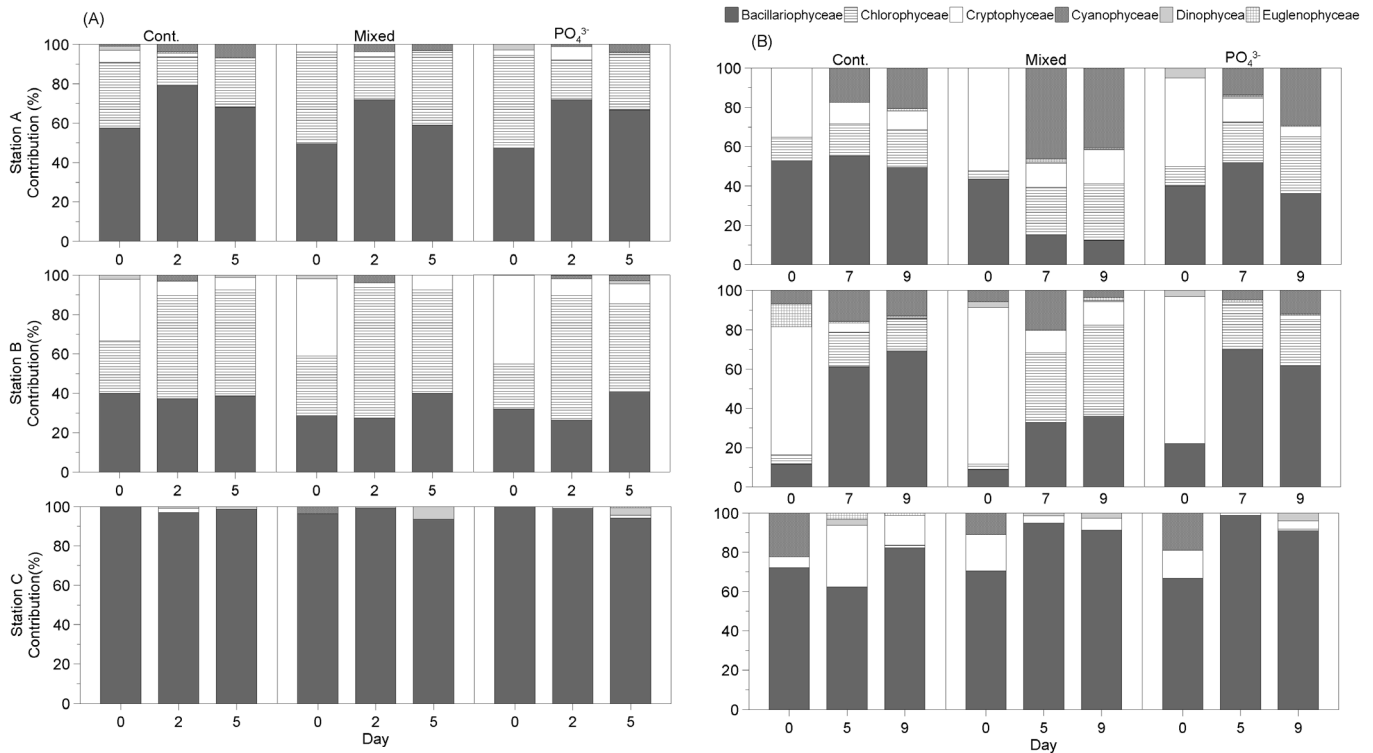 (A)
Bacillariophyceae Chlorophyceae Cryptophyceae Cyanophyceae Dinophycea Euglenophyceae
(B)
Cont. Mixed PO₄³⁻
Station A
Contribution (%)
100
80
60
40
20
0
0 2 5 0 2 5 0 2 5
Station B
Contribution(%)
100
80
60
40
20
0
0 2 5 0 2 5 0 2 5
Station C
Contribution(%)
100
80
60
40
20
0
0 2 5 0 2 5 0 2 5
Day
Cont. Mixed PO₄³⁻
100
80
60
40
20
0
0 7 9 0 7 9 0 7 9
100
80
60
40
20
0
0 7 9 0 7 9 0 7 9
100
80
60
40
20
0
0 5 9 0 5 9 0 5 9
Day